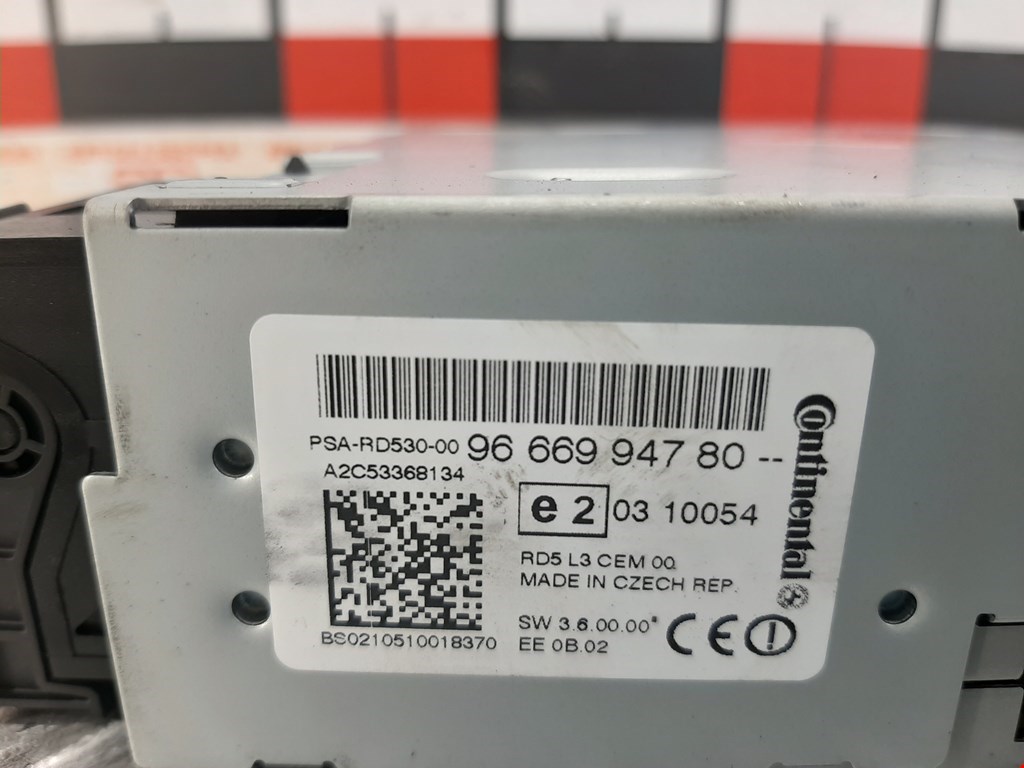 PSA-RD530-00 96 669 947 80 --
A2C53368134
e 2 03 10054
RD5 L3 CEM 00
MADE IN CZECH REP.
SW 3.6.00.00*
EE 0B.02
BS0210510018370
CE
Continental